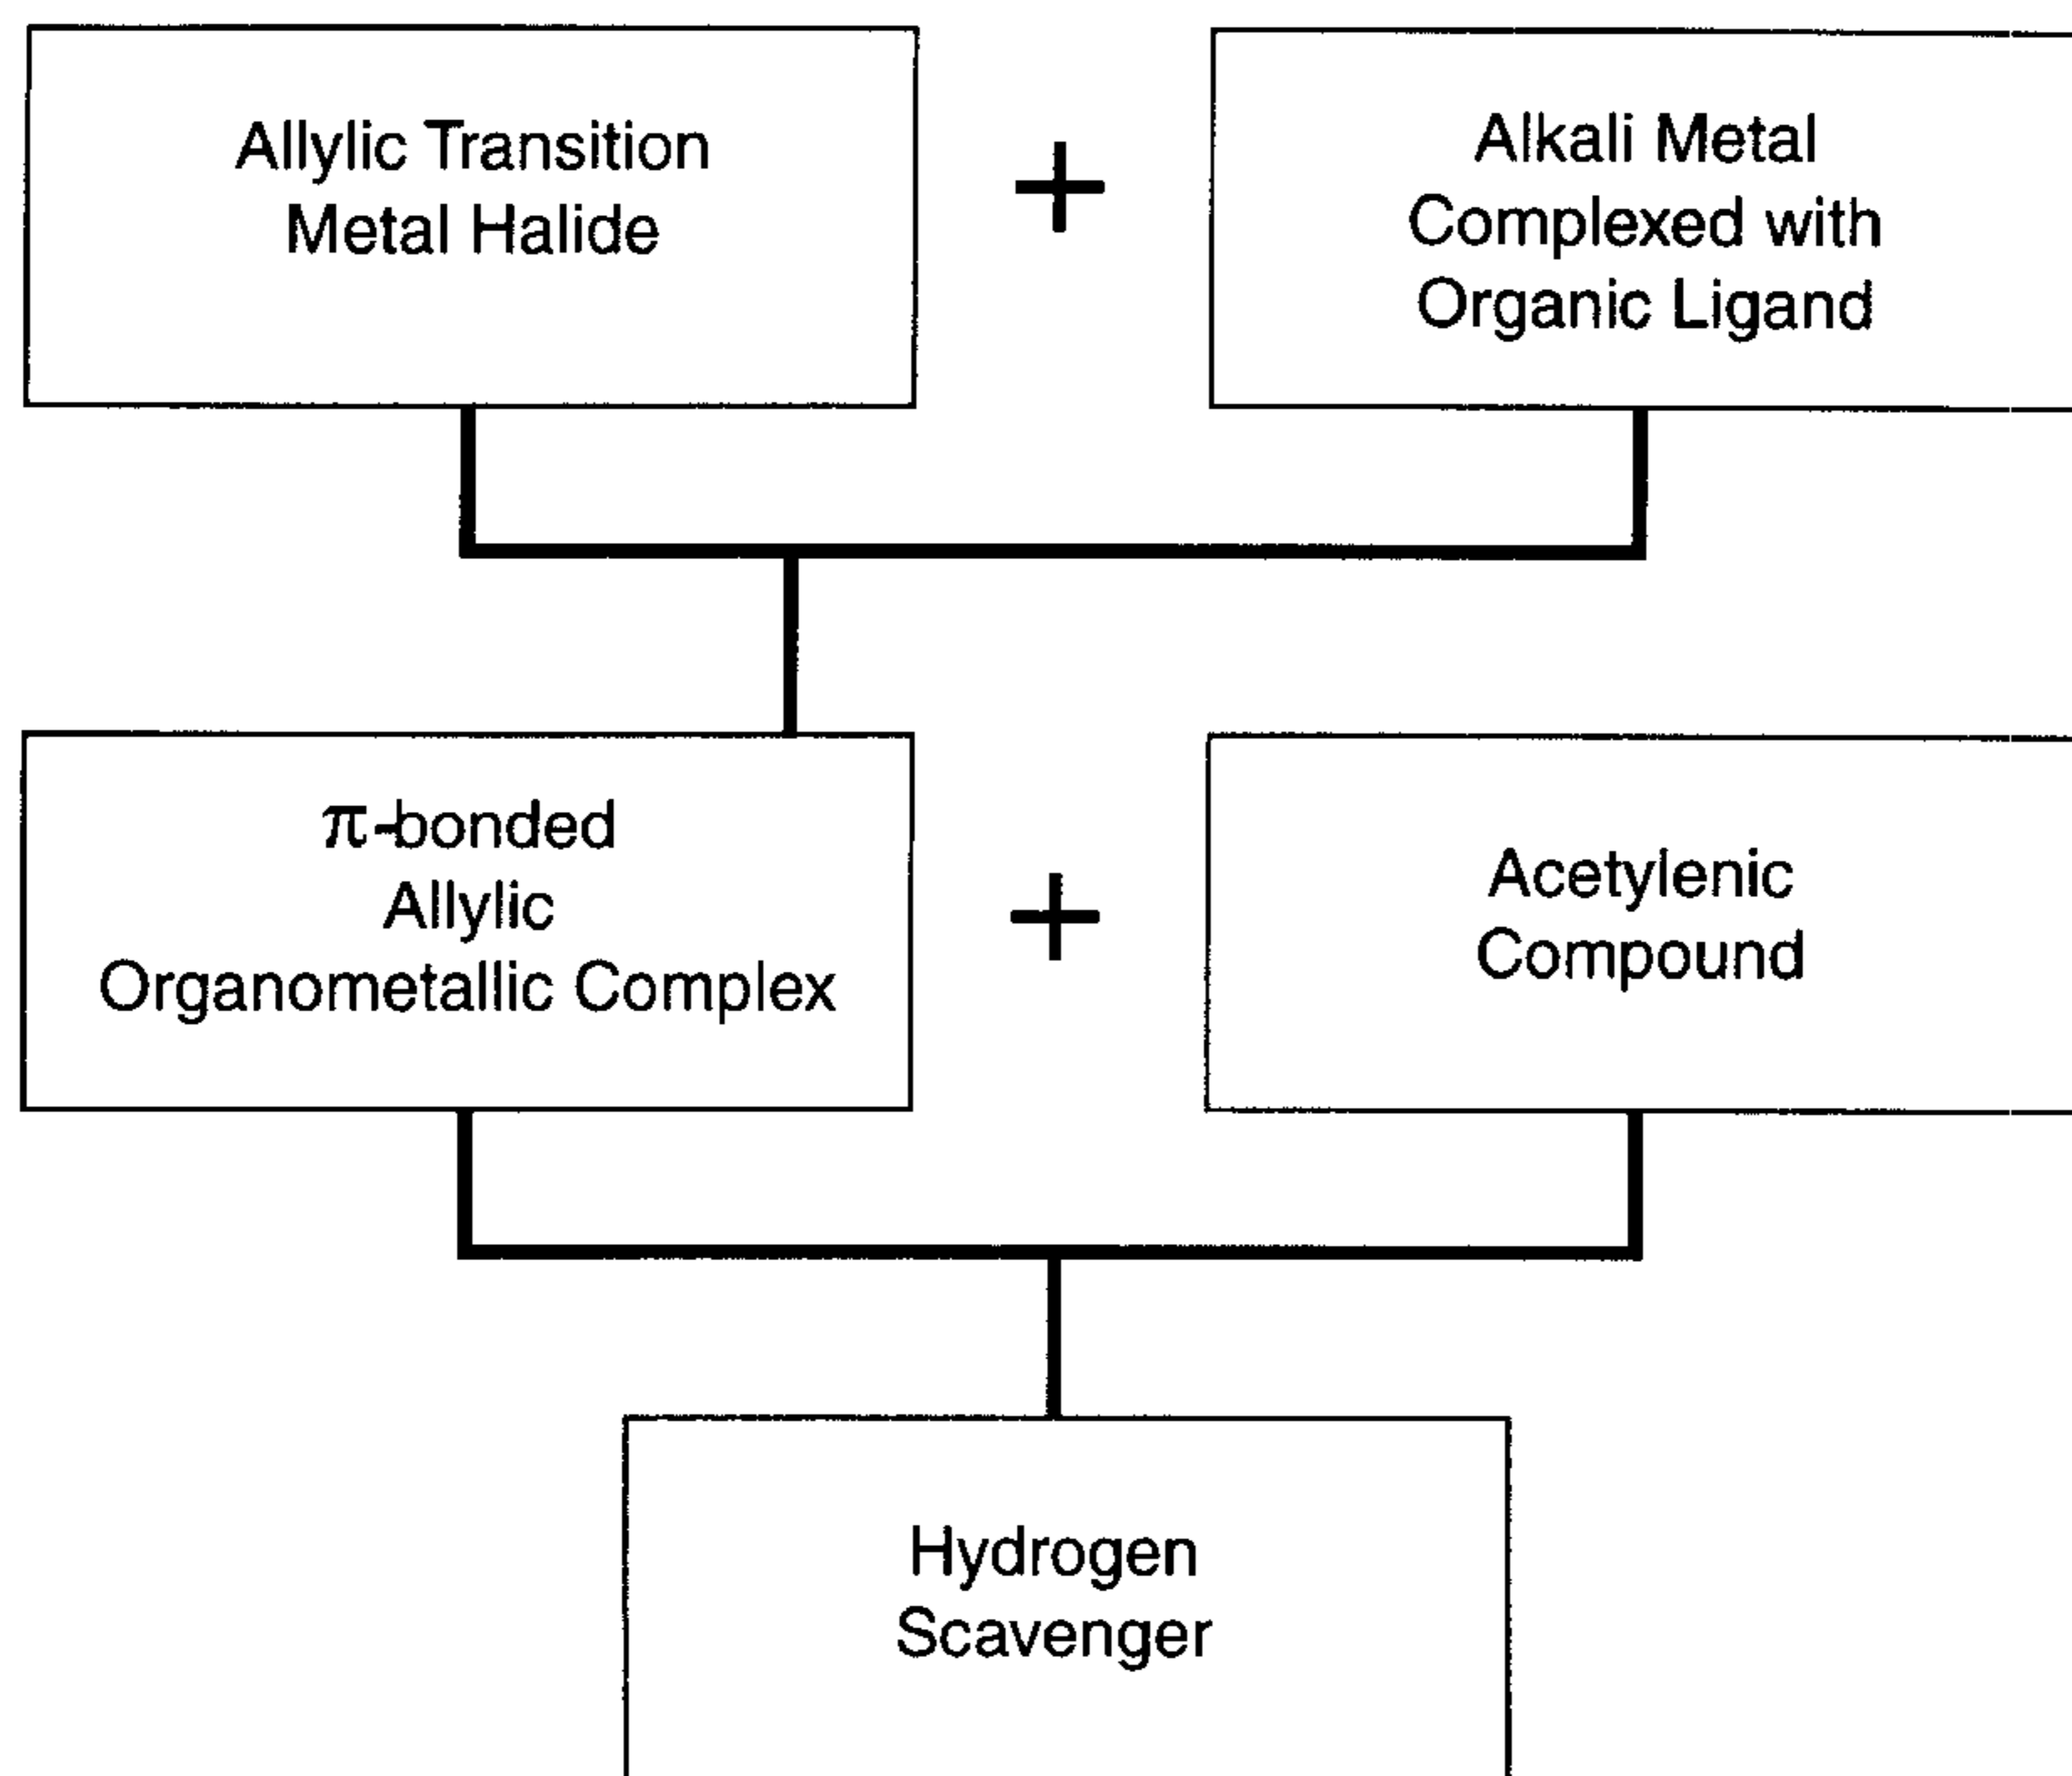 Allylic Transition
Metal Halide
+
Alkali Metal
Complexed with
Organic Ligand
π-bonded
Allylic
Organometallic Complex
+
Acetylenic
Compound
Hydrogen
Scavenger